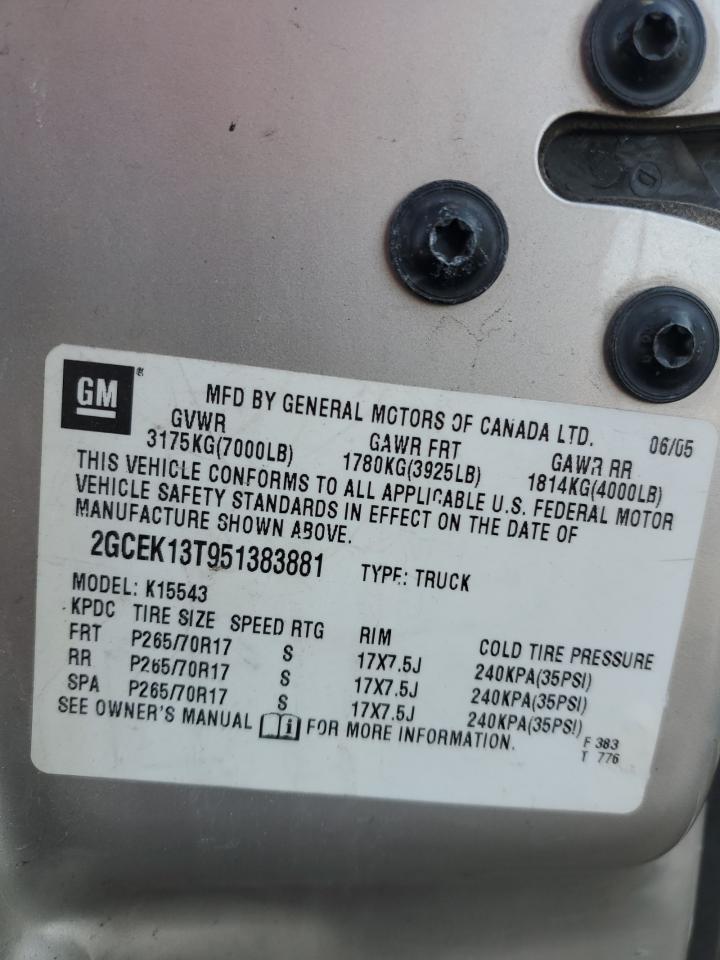 GM® MFD BY GENERAL MOTORS OF CANADA LTD. 06/05
GVWR GAWR FRT GAWR RR
3175KG(7000LB) 1780KG(3925LB) 1814KG(4000LB)
THIS VEHICLE CONFORMS TO ALL APPLICABLE U.S. FEDERAL MOTOR
VEHICLE SAFETY STANDARDS IN EFFECT ON THE DATE OF
MANUFACTURE SHOWN ABOVE.
2GCEK13T951383881 TYPE: TRUCK
MODEL: K15543
KPDC TIRE SIZE SPEED RTG RIM COLD TIRE PRESSURE
FRT P265/70R17 S 17X7.5J 240KPA(35PSI)
RR P265/70R17 S 17X7.5J 240KPA(35PSI)
SPA P265/70R17 S 17X7.5J 240KPA(35PSI)
SEE OWNER'S MANUAL i FOR MORE INFORMATION.
F 383
T 776